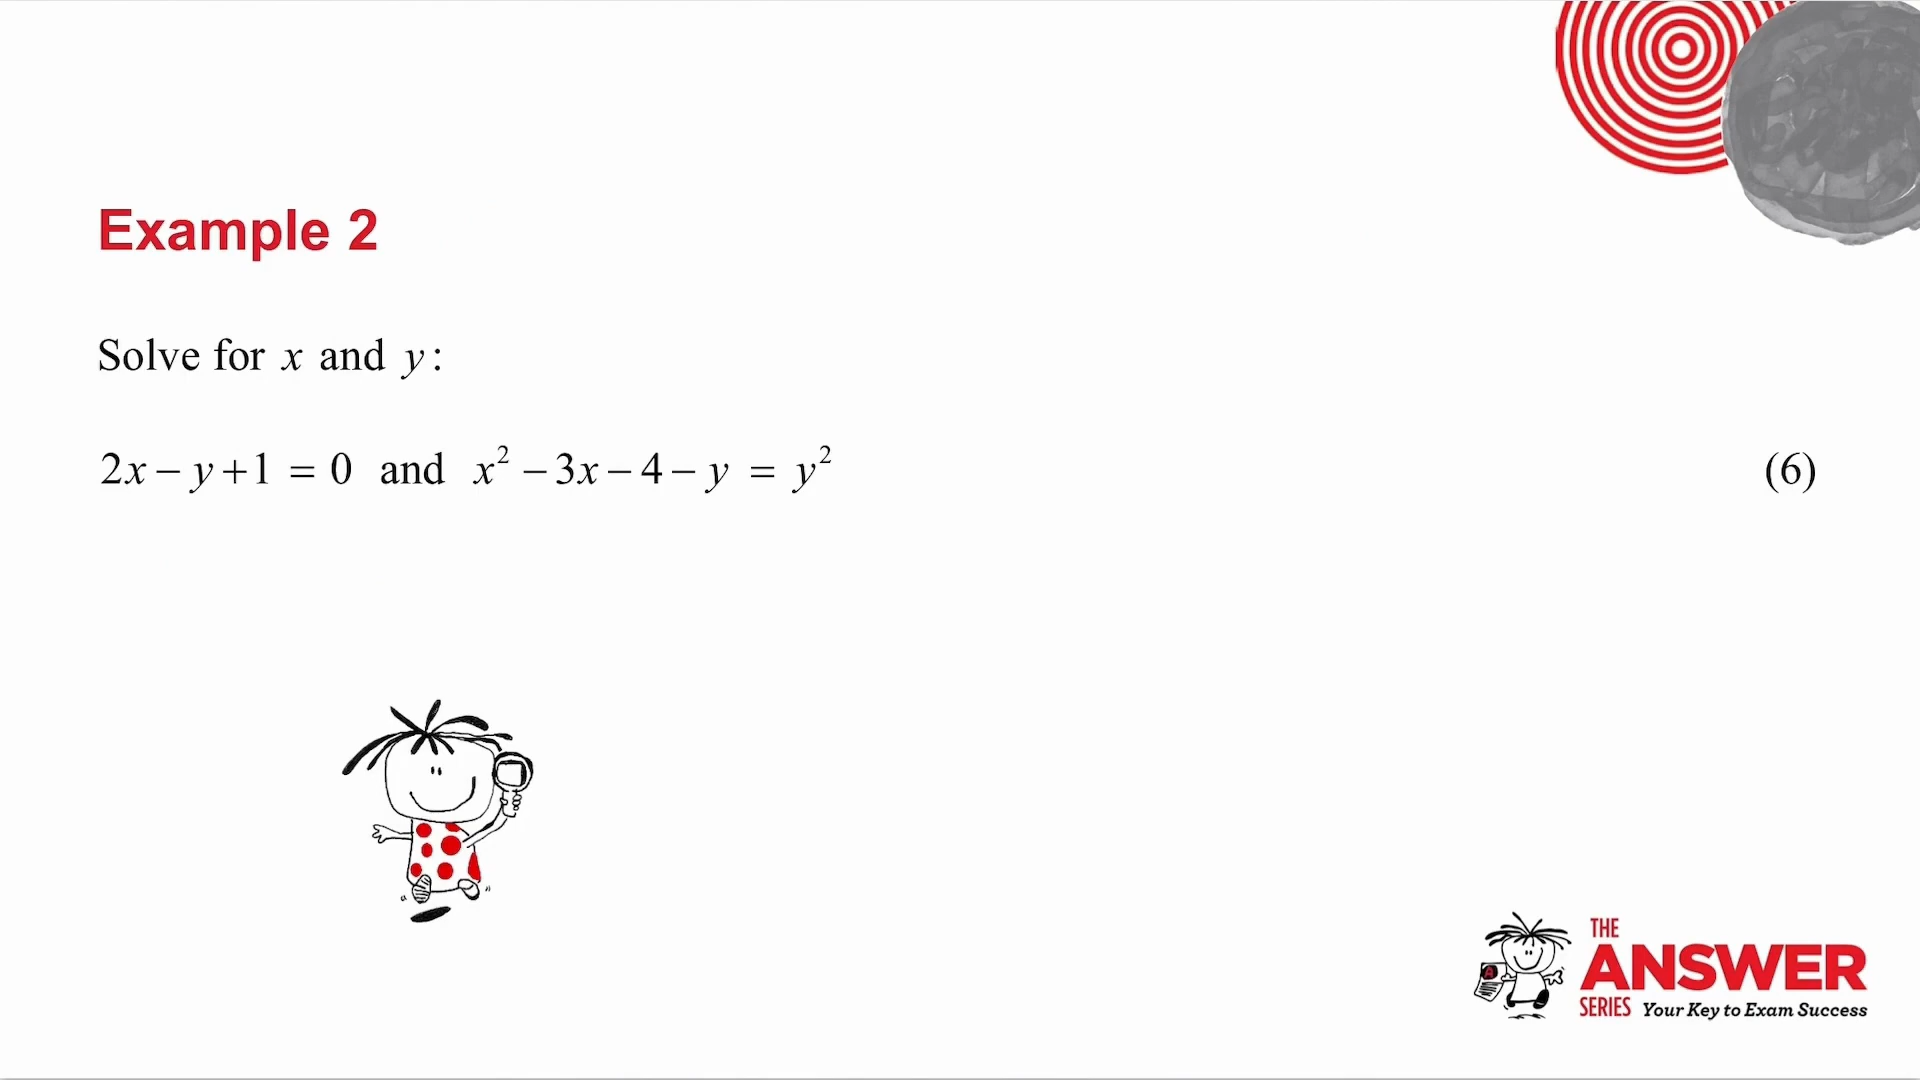 Example 2
Solve for x and y:
2x − y + 1 = 0 and x² − 3x − 4 − y = y² (6)
THE
ANSWER
SERIES Your Key to Exam Success